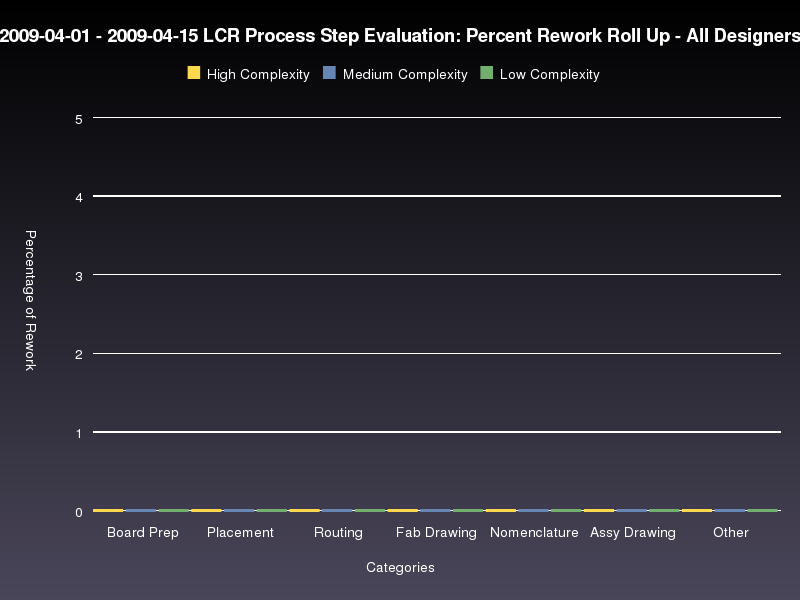 2009-04-01 - 2009-04-15 LCR Process Step Evaluation: Percent Rework Roll Up - All Designers
High Complexity Medium Complexity Low Complexity
5
4
3
2
1
0
Percentage of Rework
Board Prep Placement Routing Fab Drawing Nomenclature Assy Drawing Other
Categories